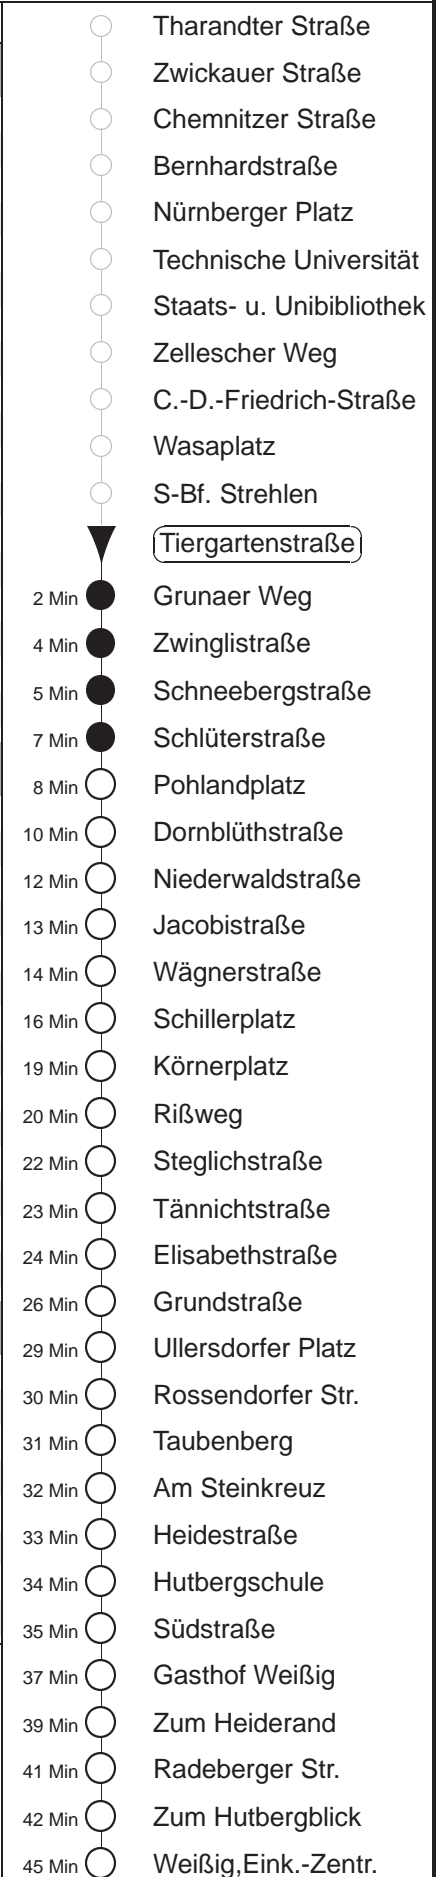 Tharandter Straße
Zwickauer Straße
Chemnitzer Straße
Bernhardstraße
Nürnberger Platz
Technische Universität
Staats- u. Unibibliothek
Zellescher Weg
C.-D.-Friedrich-Straße
Wasaplatz
S-Bf. Strehlen
Tiergartenstraße
2 Min Grunaer Weg
4 Min Zwinglistraße
5 Min Schneebergstraße
7 Min Schlüterstraße
8 Min Pohlandplatz
10 Min Dornblüthstraße
12 Min Niederwaldstraße
13 Min Jacobistraße
14 Min Wägnerstraße
16 Min Schillerplatz
19 Min Körnerplatz
20 Min Rißweg
22 Min Steglichstraße
23 Min Tännichtstraße
24 Min Elisabethstraße
26 Min Grundstraße
29 Min Ullersdorfer Platz
30 Min Rossendorfer Str.
31 Min Taubenberg
32 Min Am Steinkreuz
33 Min Heidestraße
34 Min Hutbergschule
35 Min Südstraße
37 Min Gasthof Weißig
39 Min Zum Heiderand
41 Min Radeberger Str.
42 Min Zum Hutbergblick
45 Min Weißig,Eink.-Zentr.